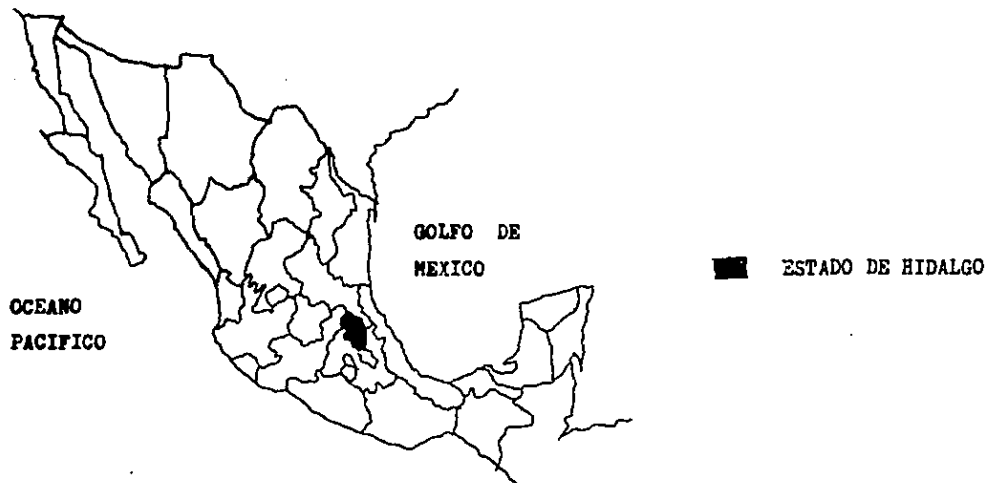 GOLFO DE
MEXICO
ESTADO DE HIDALGO
OCEANO
PACIFICO